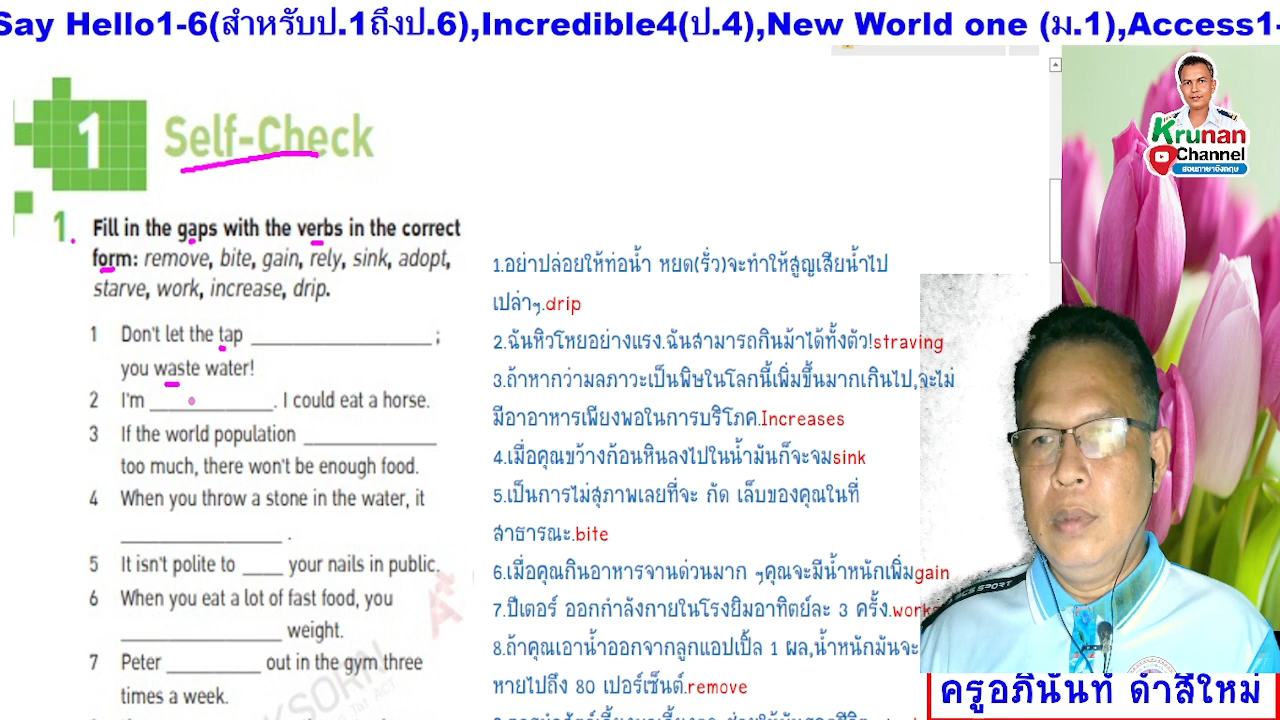 Say Hello1-6(สำหรับป.1ถึงป.6),Incredible4(ป.4),New World one (ม.1),Access1-
Krunan
Channel
สอนภาษาอังกฤษ
1 Self-Check
1. Fill in the gaps with the verbs in the correct
form: remove, bite, gain, rely, sink, adopt,
starve, work, increase, drip.
1 Don't let the tap ____________ ;
you waste water!
2 I'm ____________. I could eat a horse.
3 If the world population ____________
too much, there won't be enough food.
4 When you throw a stone in the water, it
____________ .
5 It isn't polite to ____ your nails in public.
6 When you eat a lot of fast food, you
____________ weight.
7 Peter ________ out in the gym three
times a week.
1.อย่าปล่อยให้ท่อน้ำ หยด(รั่ว)จะทำให้สูญเสียน้ำไป
เปล่าๆ.drip
2.ฉันหิวโหยอย่างแรง.ฉันสามารถกินม้าได้ทั้งตัว!straving
3.ถ้าหากว่ามลภาวะเป็นพิษในโลกนี้เพิ่มขึ้นมากเกินไป,จะไม่
มีอาอาหารเพียงพอในการบริโภค.Increases
4.เมื่อคุณขว้างก้อนหินลงไปในน้ำมันก็จะจมsink
5.เป็นการไม่สุภาพเลยที่จะ กัด เล็บของคุณในที่
สาธารณะ.bite
6.เมื่อคุณกินอาหารจานด่วนมาก ๆคุณจะมีน้ำหนักเพิ่มgain
7.ปีเตอร์ ออกกำลังกายในโรงยิมอาทิตย์ละ 3 ครั้ง.works
8.ถ้าคุณเอาน้ำออกจากลูกแอปเปิ้ล 1 ผล,น้ำหนักมันจะ
หายไปถึง 80 เปอร์เซ็นต์.remove
ครูอภินันท์ ดำสีใหม่